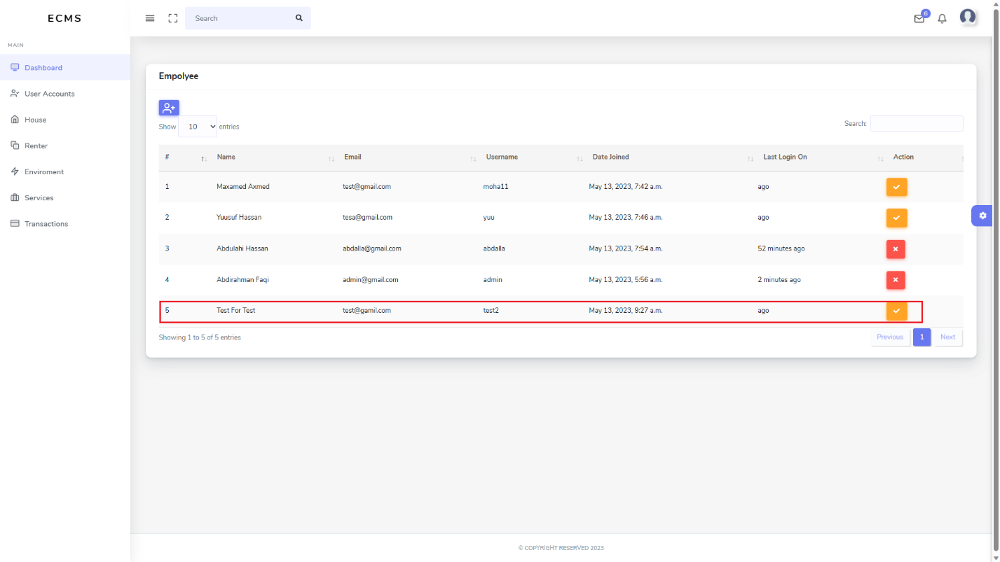 ECMS
Search
6
MAIN
Dashboard
User Accounts
House
Renter
Enviroment
Services
Transactions
Empolyee
Show 10 entries
Search:
# Name Email Username Date Joined Last Login On Action
1 Maxamed Axmed test@gmail.com moha11 May 13, 2023, 7:42 a.m. ago
2 Yuusuf Hassan tesa@gmail.com yuu May 13, 2023, 7:46 a.m. ago
3 Abdulahi Hassan abdalla@gmail.com abdalla May 13, 2023, 7:54 a.m. 52 minutes ago
4 Abdirahman Faqi admin@gmail.com admin May 13, 2023, 5:56 a.m. 2 minutes ago
5 Test For Test test@gamil.com test2 May 13, 2023, 9:27 a.m. ago
Showing 1 to 5 of 5 entries
Previous 1 Next
© COPYRIGHT RESERVED 2023